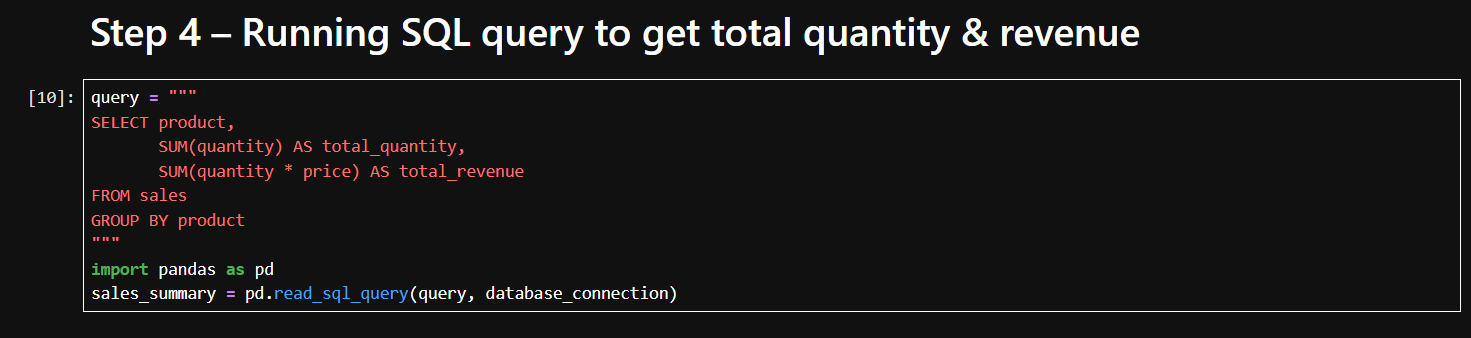 Step 4 – Running SQL query to get total quantity & revenue
[10]: query = """
SELECT product,
       SUM(quantity) AS total_quantity,
       SUM(quantity * price) AS total_revenue
FROM sales
GROUP BY product
"""
import pandas as pd
sales_summary = pd.read_sql_query(query, database_connection)